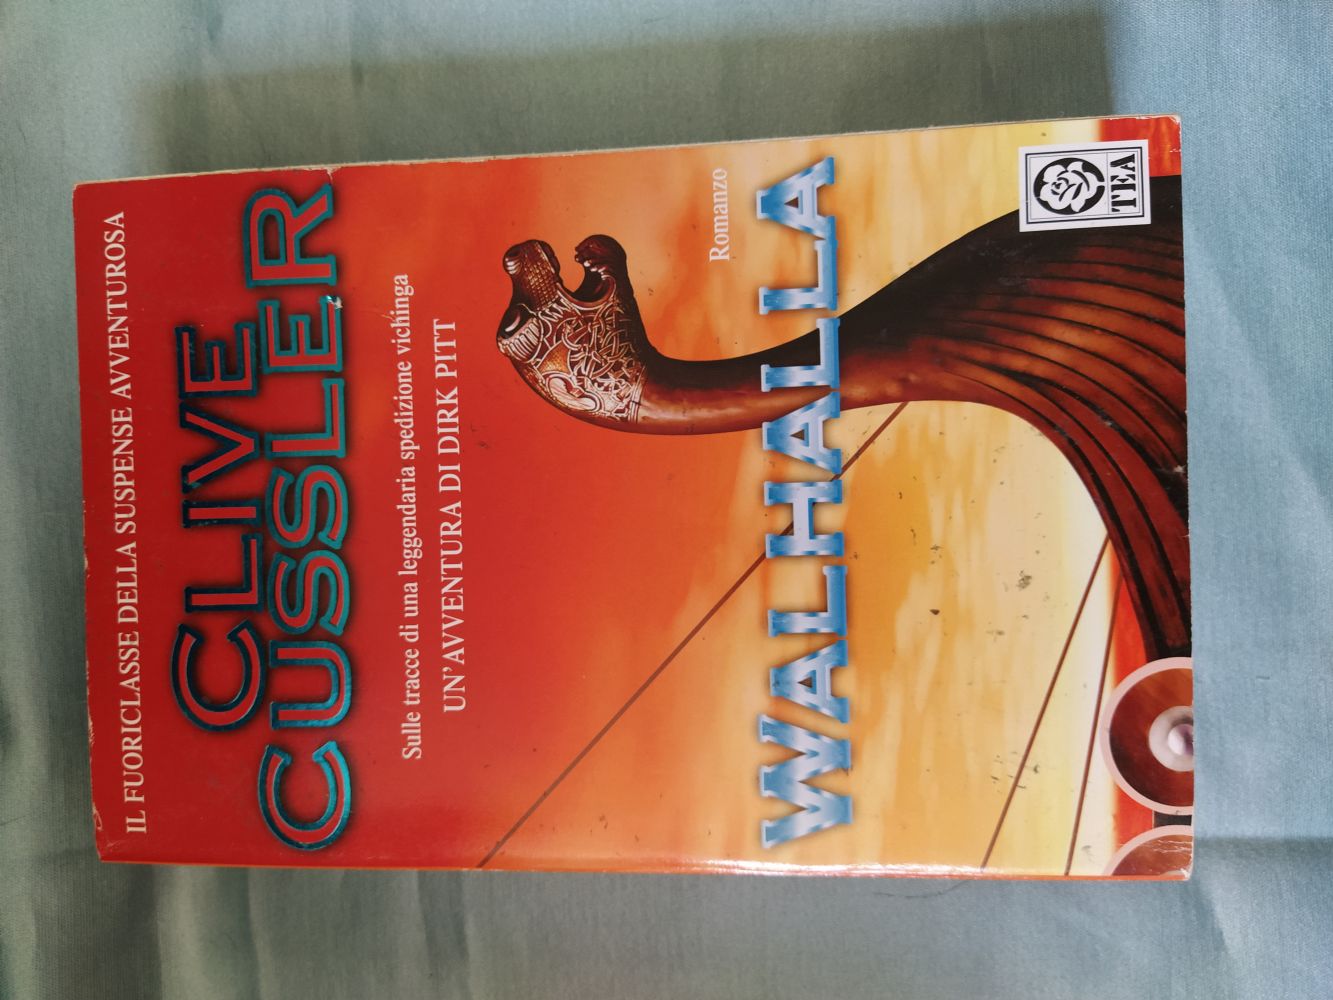 IL FUORICLASSE DELLA SUSPENSE AVVENTUROSA
CLIVE
CUSSLER
Sulle tracce di una leggendaria spedizione vichinga
UN'AVVENTURA DI DIRK PITT
Romanzo
WALHALLA
TEA